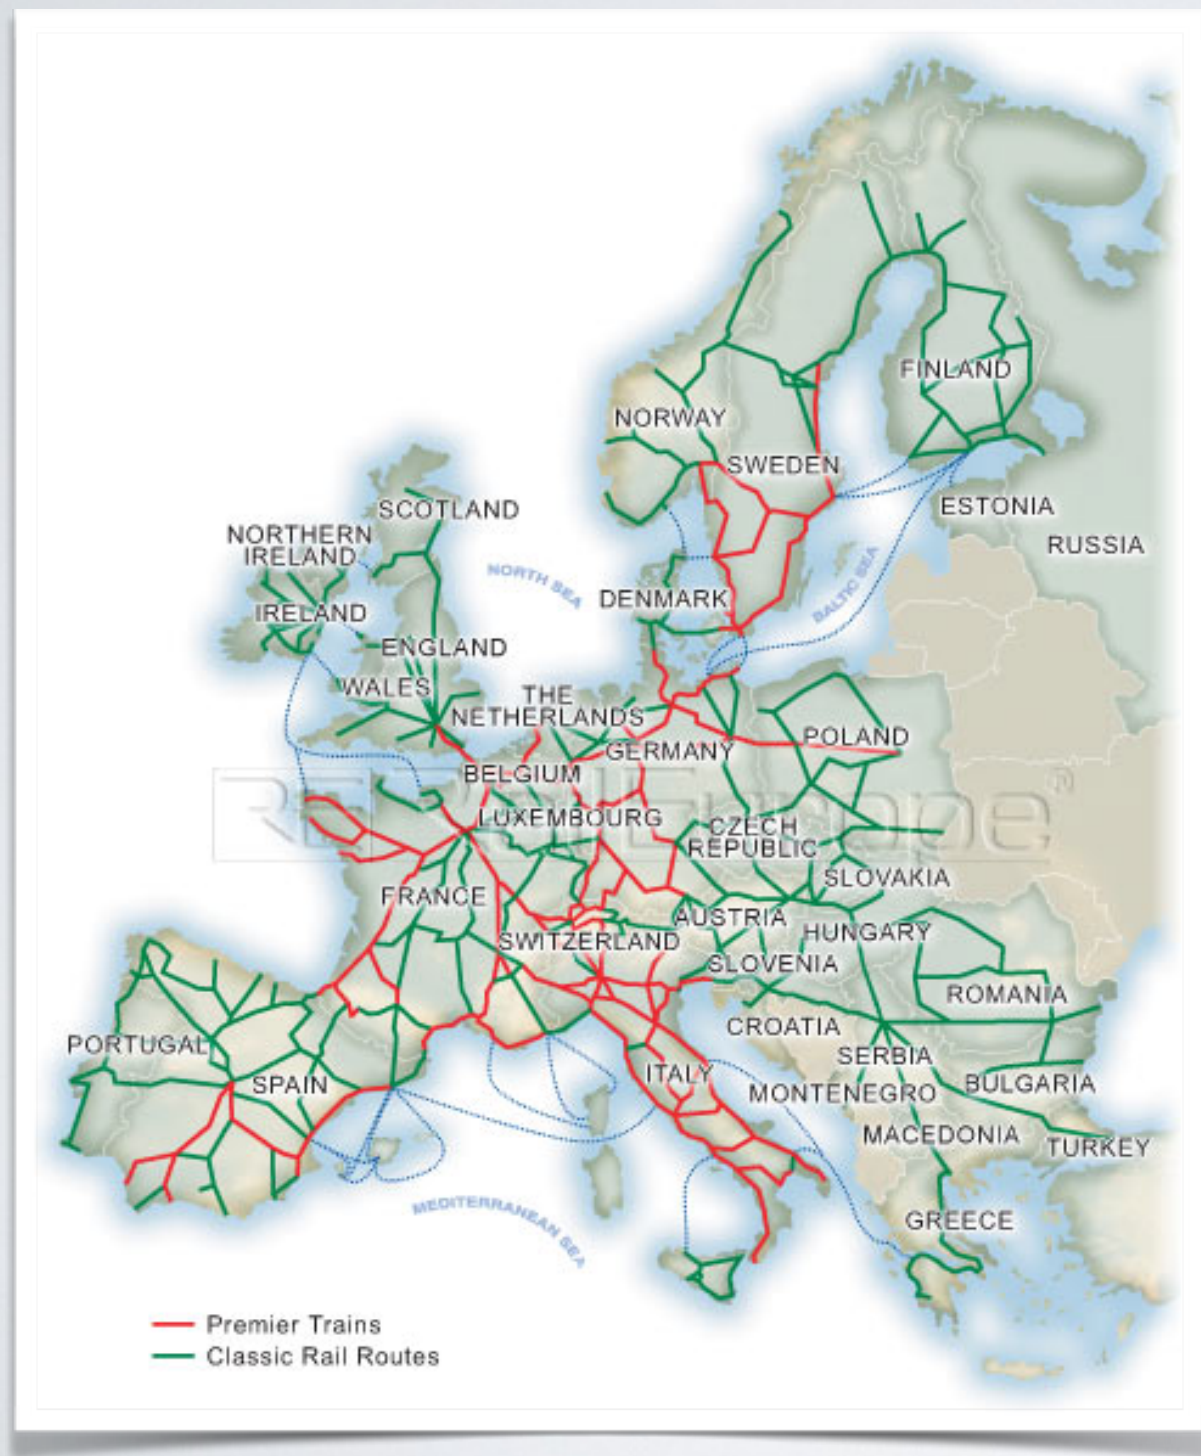 FINLAND
NORWAY
SWEDEN
SCOTLAND
ESTONIA
NORTHERN
IRELAND
RUSSIA
NORTH SEA
BALTIC SEA
DENMARK
IRELAND
ENGLAND
WALES
THE
NETHERLANDS
POLAND
GERMANY
BELGIUM
RailEurope®
LUXEMBOURG
CZECH
REPUBLIC
SLOVAKIA
FRANCE
AUSTRIA
HUNGARY
SWITZERLAND
SLOVENIA
ROMANIA
CROATIA
PORTUGAL
SERBIA
SPAIN
ITALY
BULGARIA
MONTENEGRO
MACEDONIA
TURKEY
MEDITERRANEAN SEA
GREECE
Premier Trains
Classic Rail Routes